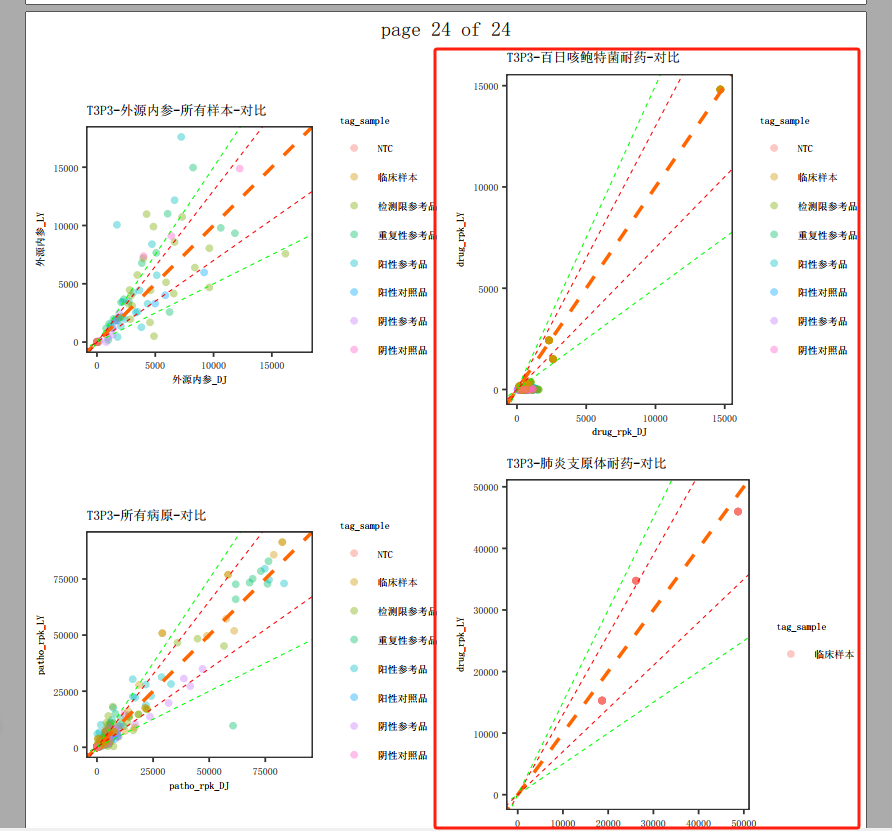 page 24 of 24
T3P3-外源内参-所有样本-对比
外源内参_LY
15000
10000
5000
0
0
5000
10000
15000
外源内参_DJ
tag_sample
NTC
临床样本
检测限参考品
重复性参考品
阳性参考品
阳性对照品
阴性参考品
阴性对照品
T3P3-百日咳鲍特菌耐药-对比
drug_rpk_LY
15000
10000
5000
0
0
5000
10000
15000
drug_rpk_DJ
tag_sample
NTC
临床样本
检测限参考品
重复性参考品
阳性参考品
阳性对照品
阴性参考品
阴性对照品
T3P3-所有病原-对比
patho_rpk_LY
75000
50000
25000
0
0
25000
50000
75000
patho_rpk_DJ
tag_sample
NTC
临床样本
检测限参考品
重复性参考品
阳性参考品
阳性对照品
阴性参考品
阴性对照品
T3P3-肺炎支原体耐药-对比
drug_rpk_LY
50000
40000
30000
20000
10000
0
0
10000
20000
30000
40000
50000
tag_sample
临床样本